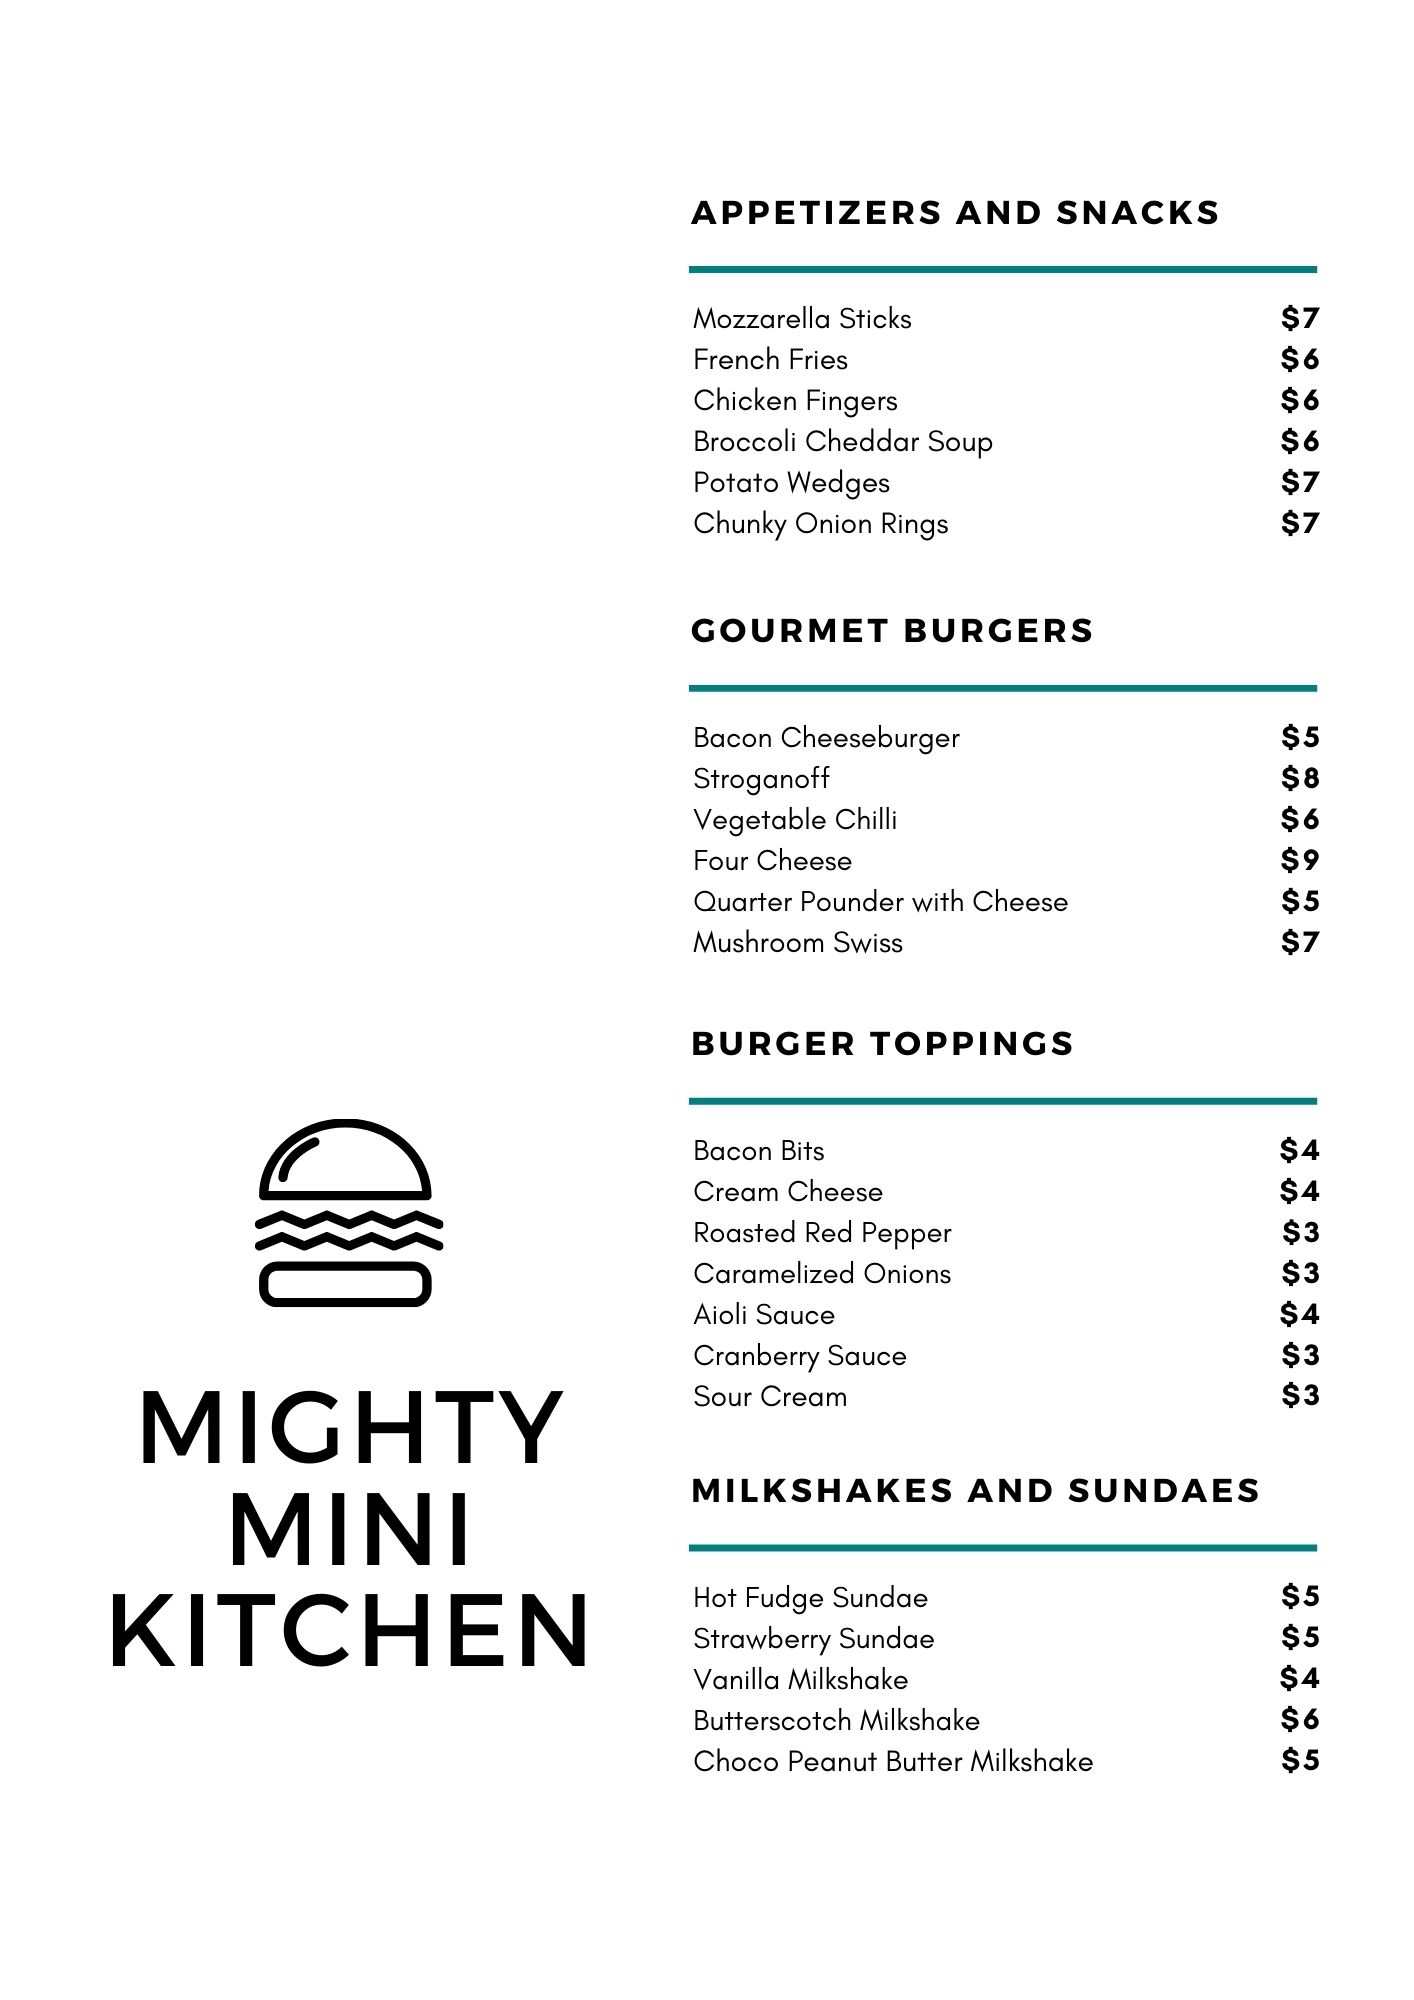 APPETIZERS AND SNACKS
Mozzarella Sticks $7
French Fries $6
Chicken Fingers $6
Broccoli Cheddar Soup $6
Potato Wedges $7
Chunky Onion Rings $7
GOURMET BURGERS
Bacon Cheeseburger $5
Stroganoff $8
Vegetable Chilli $6
Four Cheese $9
Quarter Pounder with Cheese $5
Mushroom Swiss $7
BURGER TOPPINGS
Bacon Bits $4
Cream Cheese $4
Roasted Red Pepper $3
Caramelized Onions $3
Aioli Sauce $4
Cranberry Sauce $3
Sour Cream $3
MILKSHAKES AND SUNDAES
Hot Fudge Sundae $5
Strawberry Sundae $5
Vanilla Milkshake $4
Butterscotch Milkshake $6
Choco Peanut Butter Milkshake $5
MIGHTY
MINI
KITCHEN